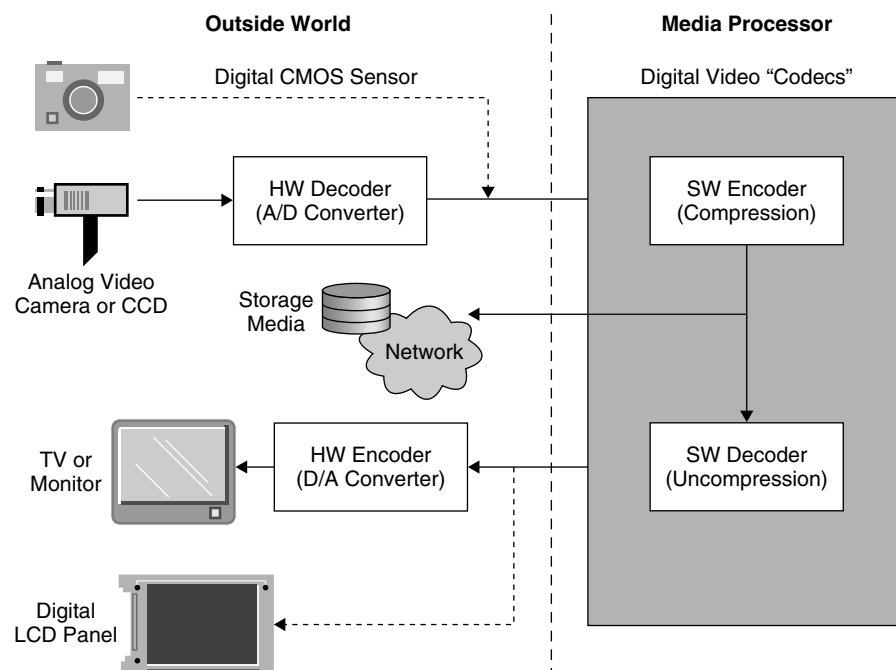 Outside World
Media Processor
Digital CMOS Sensor
Digital Video “Codecs”
HW Decoder
(A/D Converter)
SW Encoder
(Compression)
Analog Video
Camera or CCD
Storage
Media
Network
TV or
Monitor
HW Encoder
(D/A Converter)
SW Decoder
(Uncompression)
Digital
LCD Panel